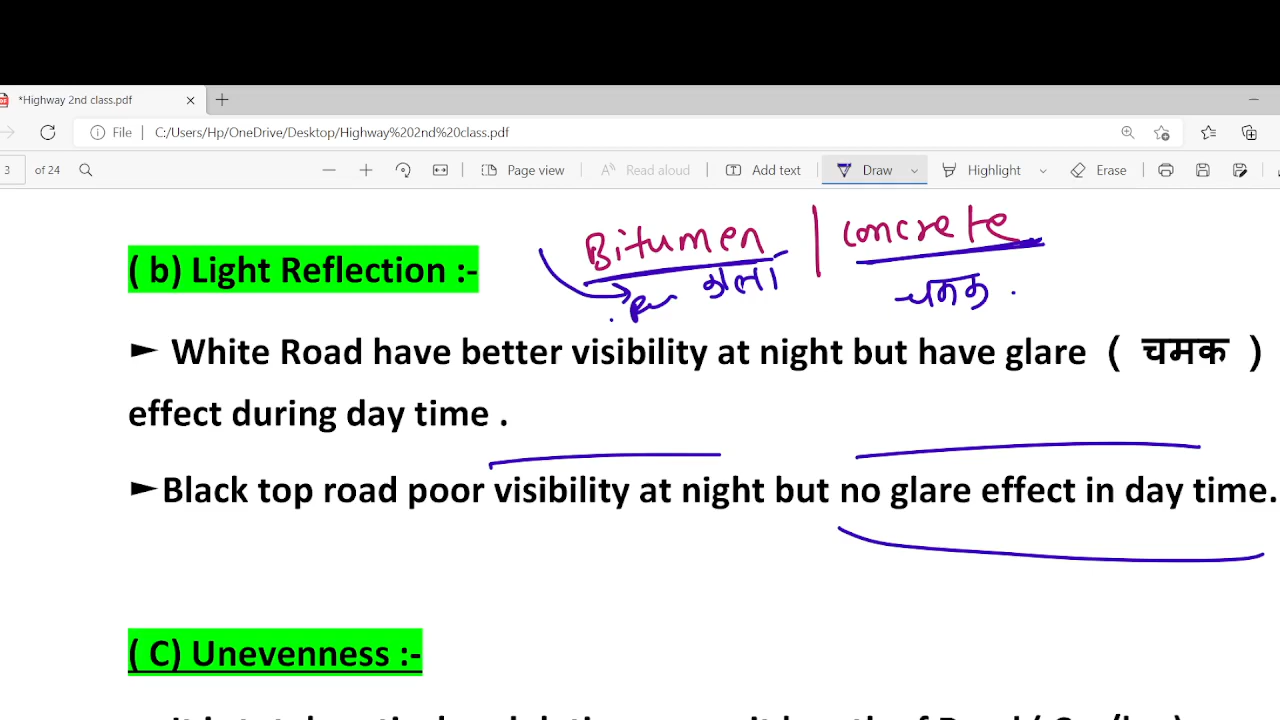 *Highway 2nd class.pdf
File C:/Users/Hp/OneDrive/Desktop/Highway%202nd%20class.pdf
3 of 24 Page view Read aloud Add text Draw Highlight Erase
Bitumen | concrete
चमक
( b) Light Reflection :-
► White Road have better visibility at night but have glare ( चमक )
effect during day time .
►Black top road poor visibility at night but no glare effect in day time.
( C) Unevenness :-